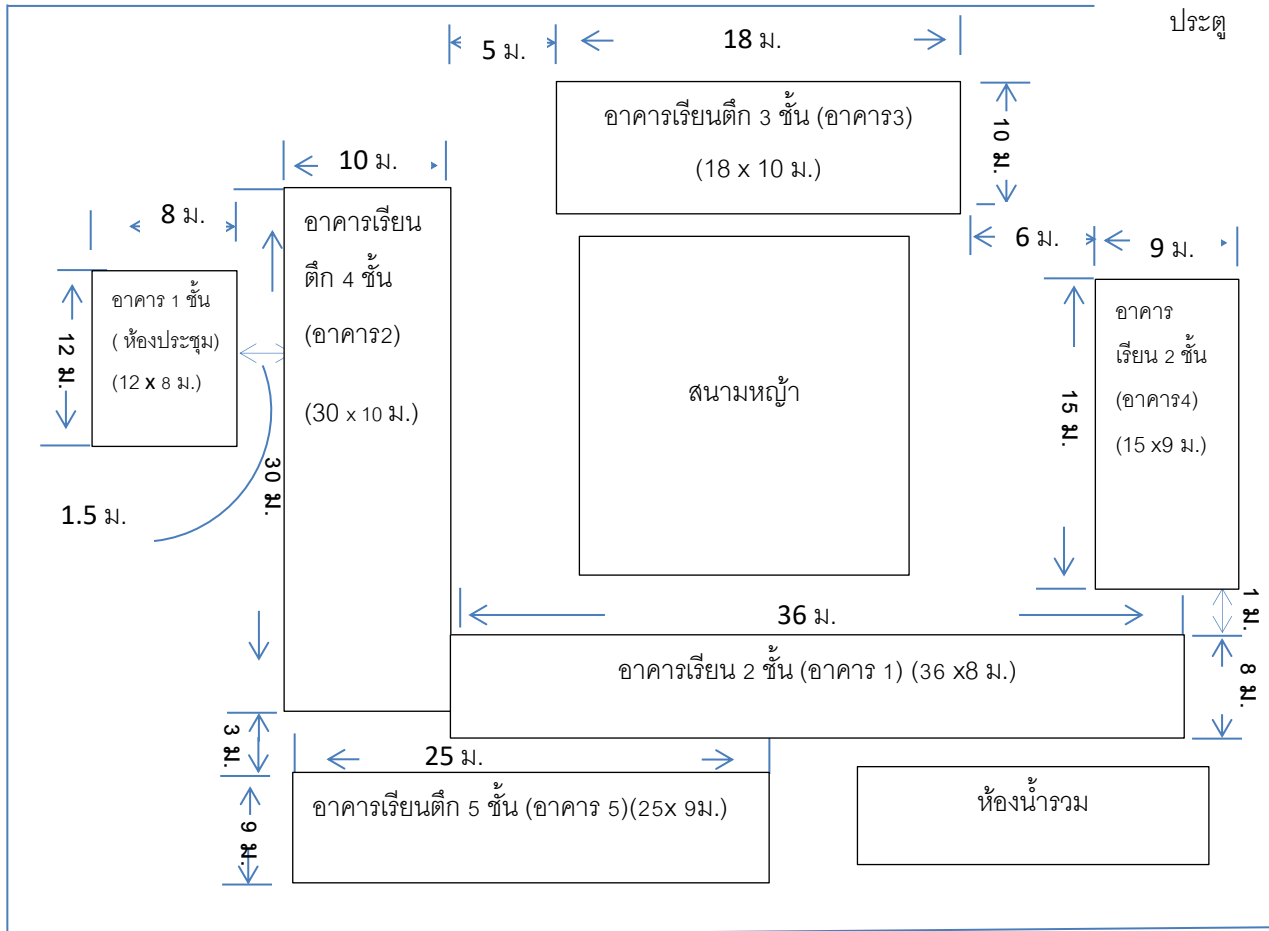 ประตู
5 ม.
18 ม.
อาคารเรียนตึก 3 ชั้น (อาคาร3)
(18 x 10 ม.)
10 ม.
10 ม.
8 ม.
อาคารเรียน
ตึก 4 ชั้น
(อาคาร2)
(30 x 10 ม.)
30 ม.
อาคาร 1 ชั้น
( ห้องประชุม)
(12 x 8 ม.)
12 ม.
1.5 ม.
สนามหญ้า
6 ม.
9 ม.
อาคาร
เรียน 2 ชั้น
(อาคาร4)
(15 x9 ม.)
15 ม.
1 ม.
36 ม.
อาคารเรียน 2 ชั้น (อาคาร 1) (36 x8 ม.)
8 ม.
3 ม.
25 ม.
อาคารเรียนตึก 5 ชั้น (อาคาร 5)(25x 9ม.)
9 ม.
ห้องน้ำรวม